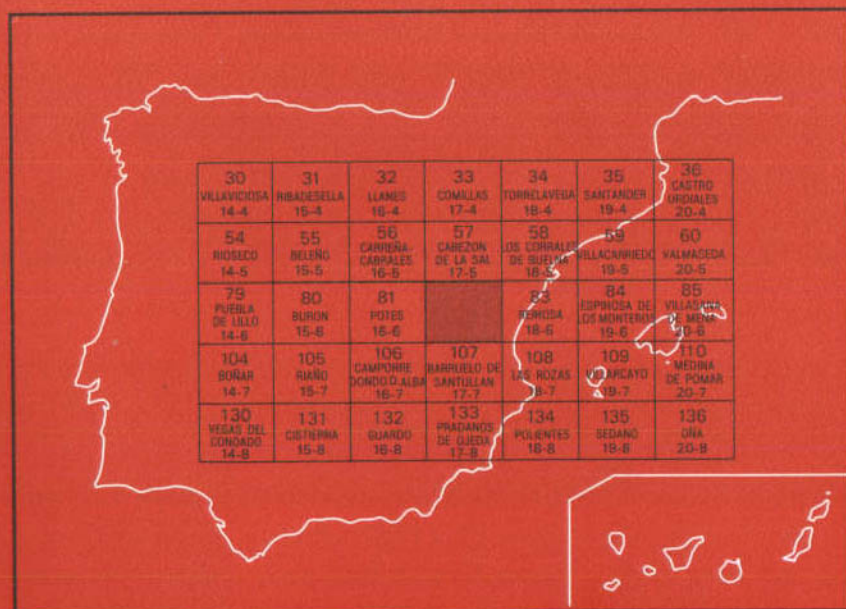 30 31 32 33 34 35 36
VILLAVICIOSA RIBADESELLA LLANES COMILLAS TORRELAVEGA SANTANDER CASTRO URDIALES
14-4 15-4 16-4 17-4 18-4 19-4 20-4
54 55 56 57 58 59 60
RIOSECO BELEÑO CARREÑA- CABEZON LOS CORRALES VILLACARRIEDO VALMASEDA
CABRALES DE LA SAL DE BUELNA
14-5 15-5 16-5 17-5 18-5 19-5 20-5
79 80 81 83 84 85
PUEBLA BURON POTES REINOSA ESPINOSA DE VILLASANA
DE LILLO LOS MONTEROS DE MENA
14-6 15-6 16-6 18-6 19-6 20-6
104 105 106 107 108 109 110
BOÑAR RIAÑO CAMPORRE BARRUELO DE LAS ROZAS VILLARCAYO MEDINA
DONDO D.ALBA SANTULLAN DE POMAR
14-7 15-7 16-7 17-7 18-7 19-7 20-7
130 131 132 133 134 135 136
VEGAS DEL CISTIERNA GUARDO PRADANOS POLIENTES SEDANO OÑA
CONDADO DE OJEDA
14-8 15-8 16-8 17-8 18-8 19-8 20-8